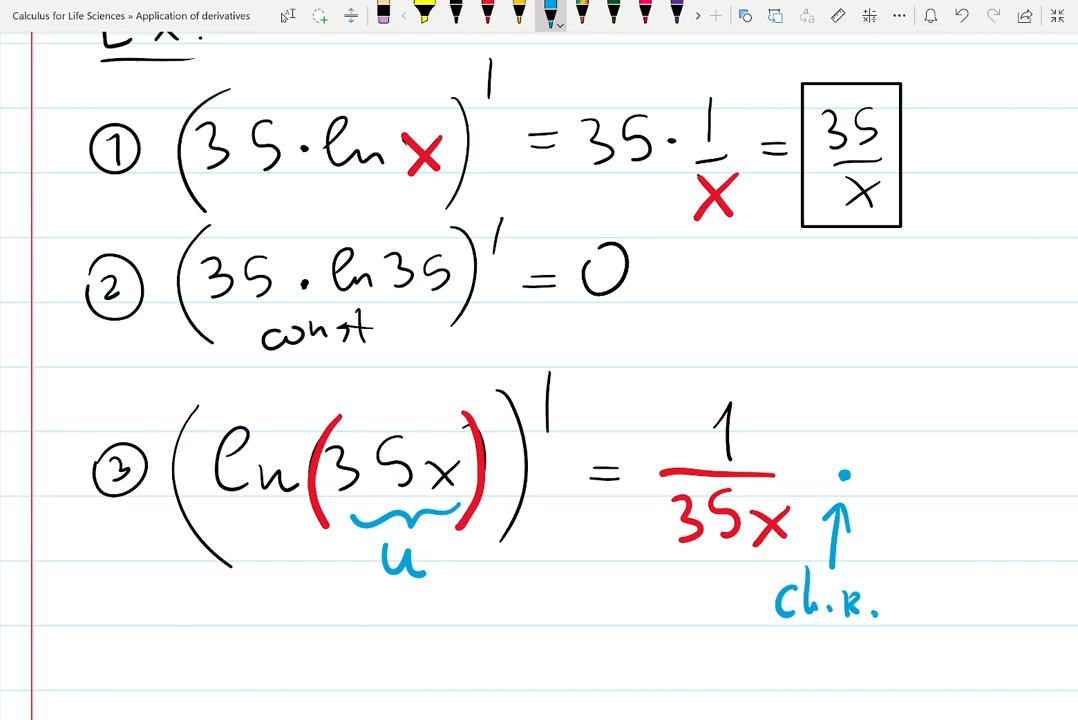 Calculus for Life Sciences » Application of derivatives
Ex:
① (35 · ln x)' = 35 · 1/x = 35/x
② (35 · ln 35)' = 0
const
③ (ln(35x))' = 1/35x ·
u
ch.R.